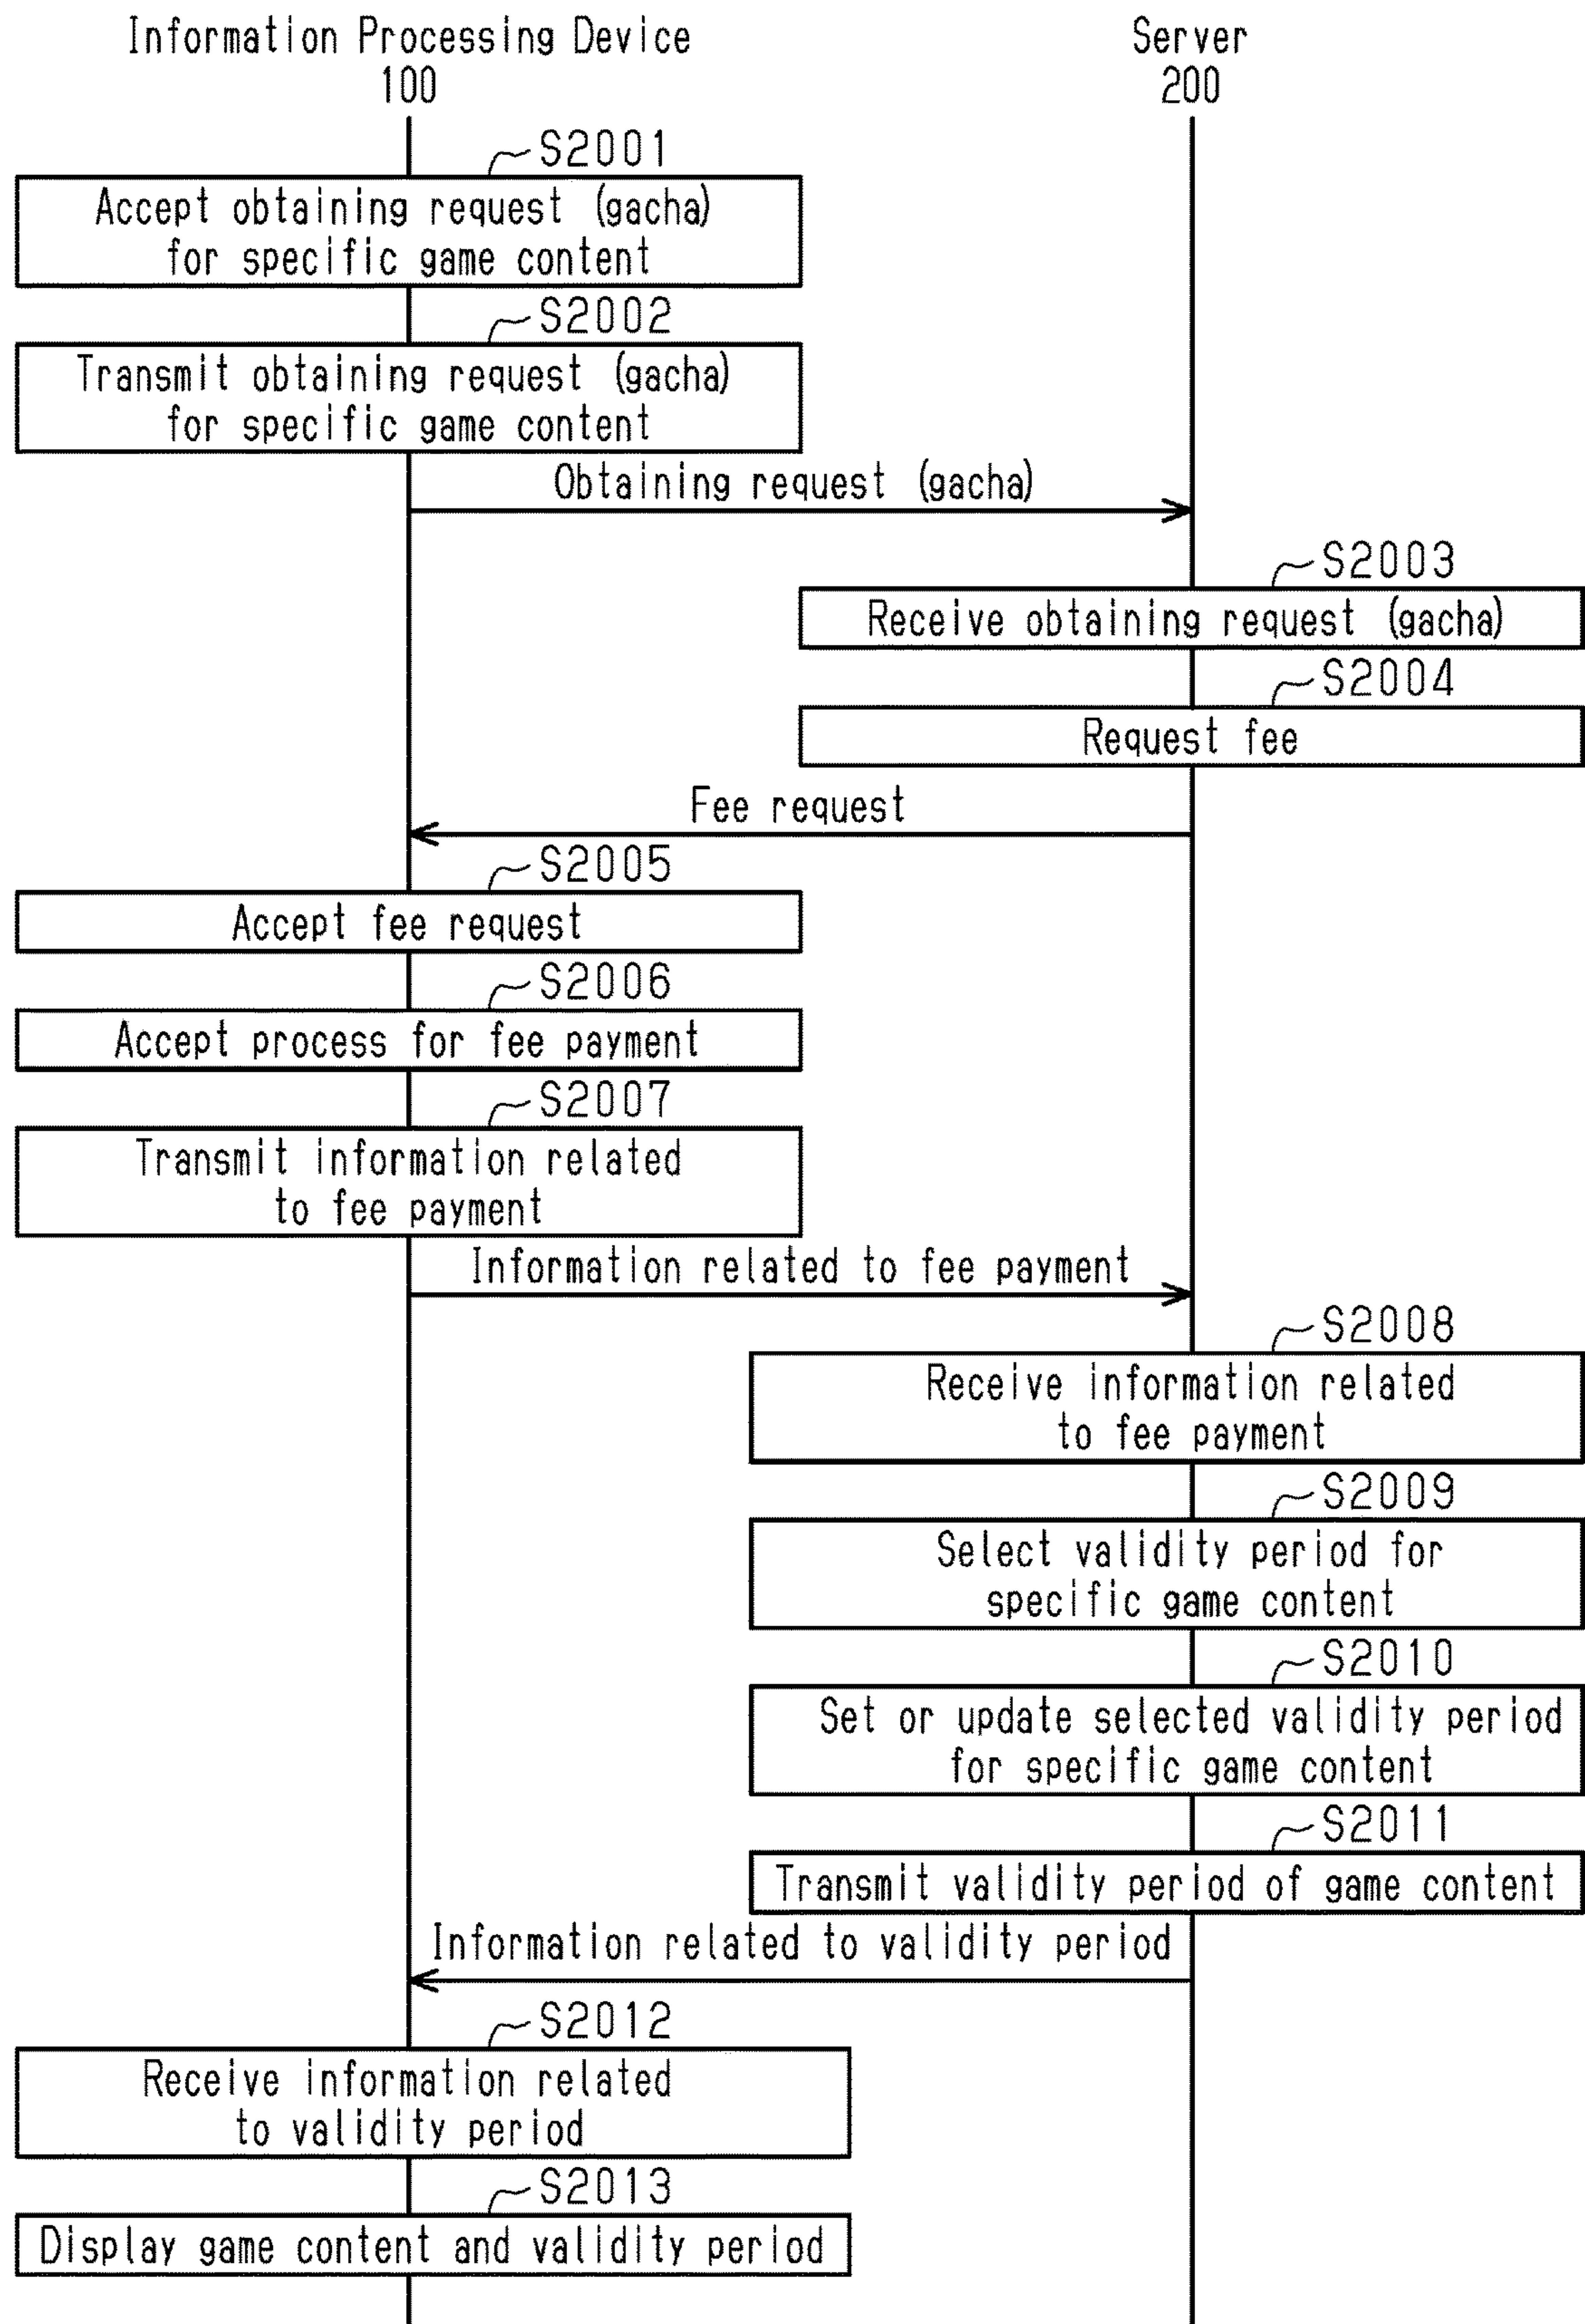 Information Processing Device
100
Server
200
S2001
Accept obtaining request (gacha)
for specific game content
S2002
Transmit obtaining request (gacha)
for specific game content
Obtaining request (gacha)
S2003
Receive obtaining request (gacha)
S2004
Request fee
Fee request
S2005
Accept fee request
S2006
Accept process for fee payment
S2007
Transmit information related
to fee payment
Information related to fee payment
S2008
Receive information related
to fee payment
S2009
Select validity period for
specific game content
S2010
Set or update selected validity period
for specific game content
S2011
Transmit validity period of game content
Information related to validity period
S2012
Receive information related
to validity period
S2013
Display game content and validity period